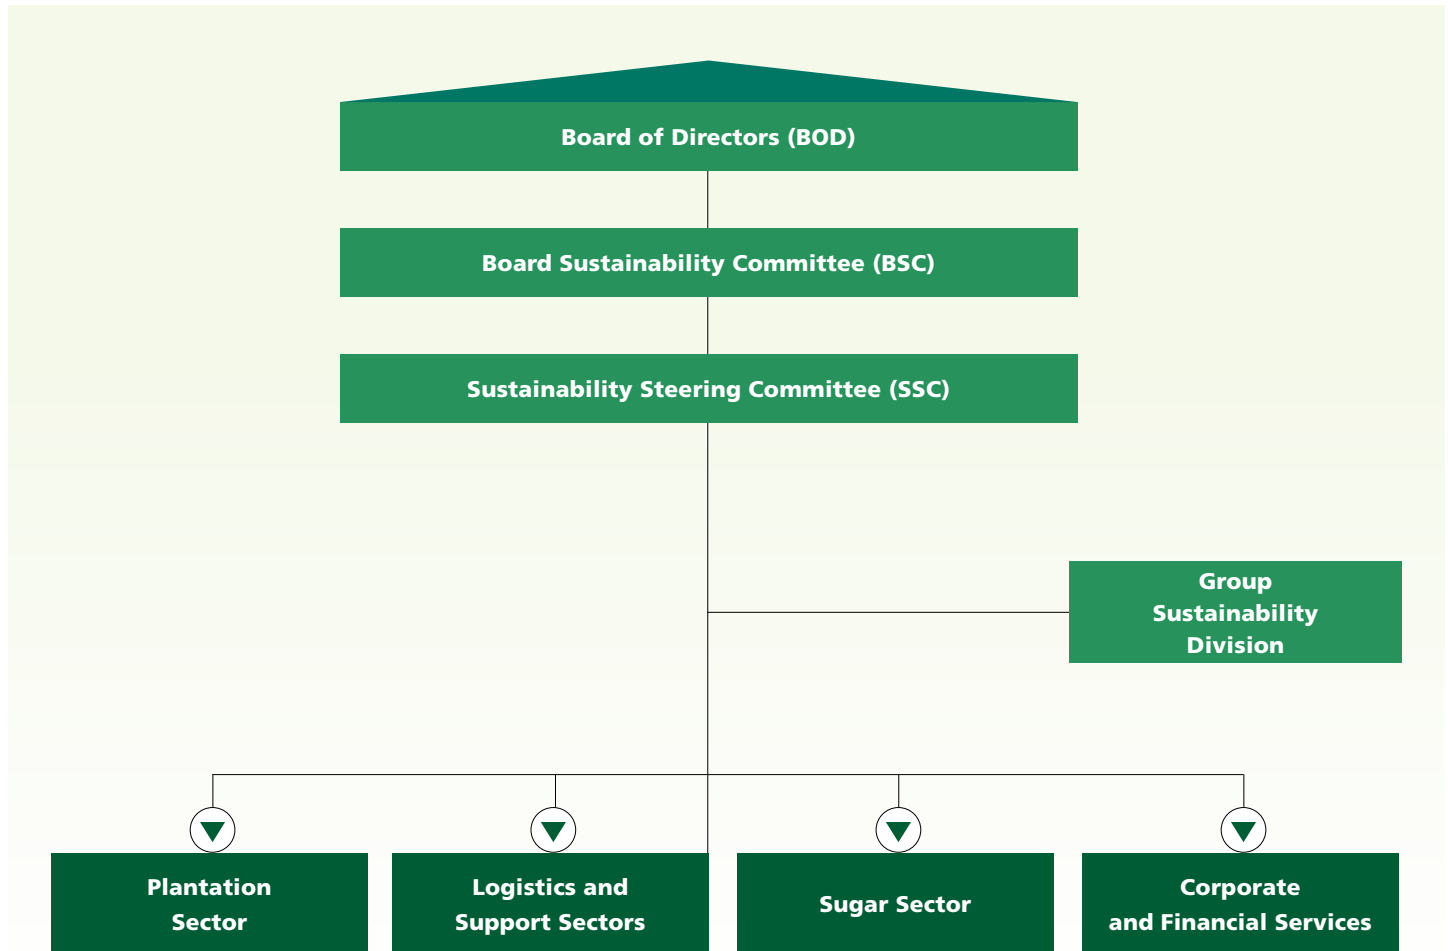 Board of Directors (BOD)
Board Sustainability Committee (BSC)
Sustainability Steering Committee (SSC)
Group
Sustainability
Division
Plantation
Sector
Logistics and
Support Sectors
Sugar Sector
Corporate
and Financial Services